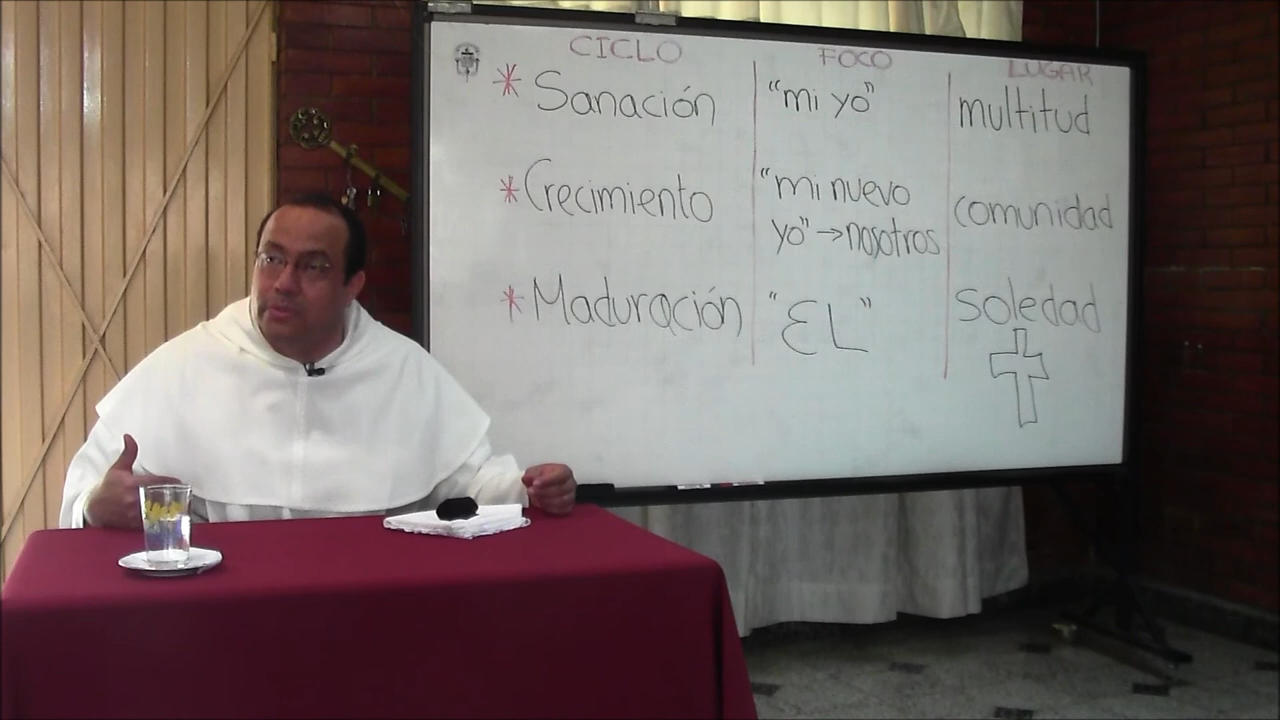 CICLO FOCO LUGAR
* Sanación "mi yo" multitud
* Crecimiento "mi nuevo yo" → nosotros comunidad
* Maduración "EL" soledad